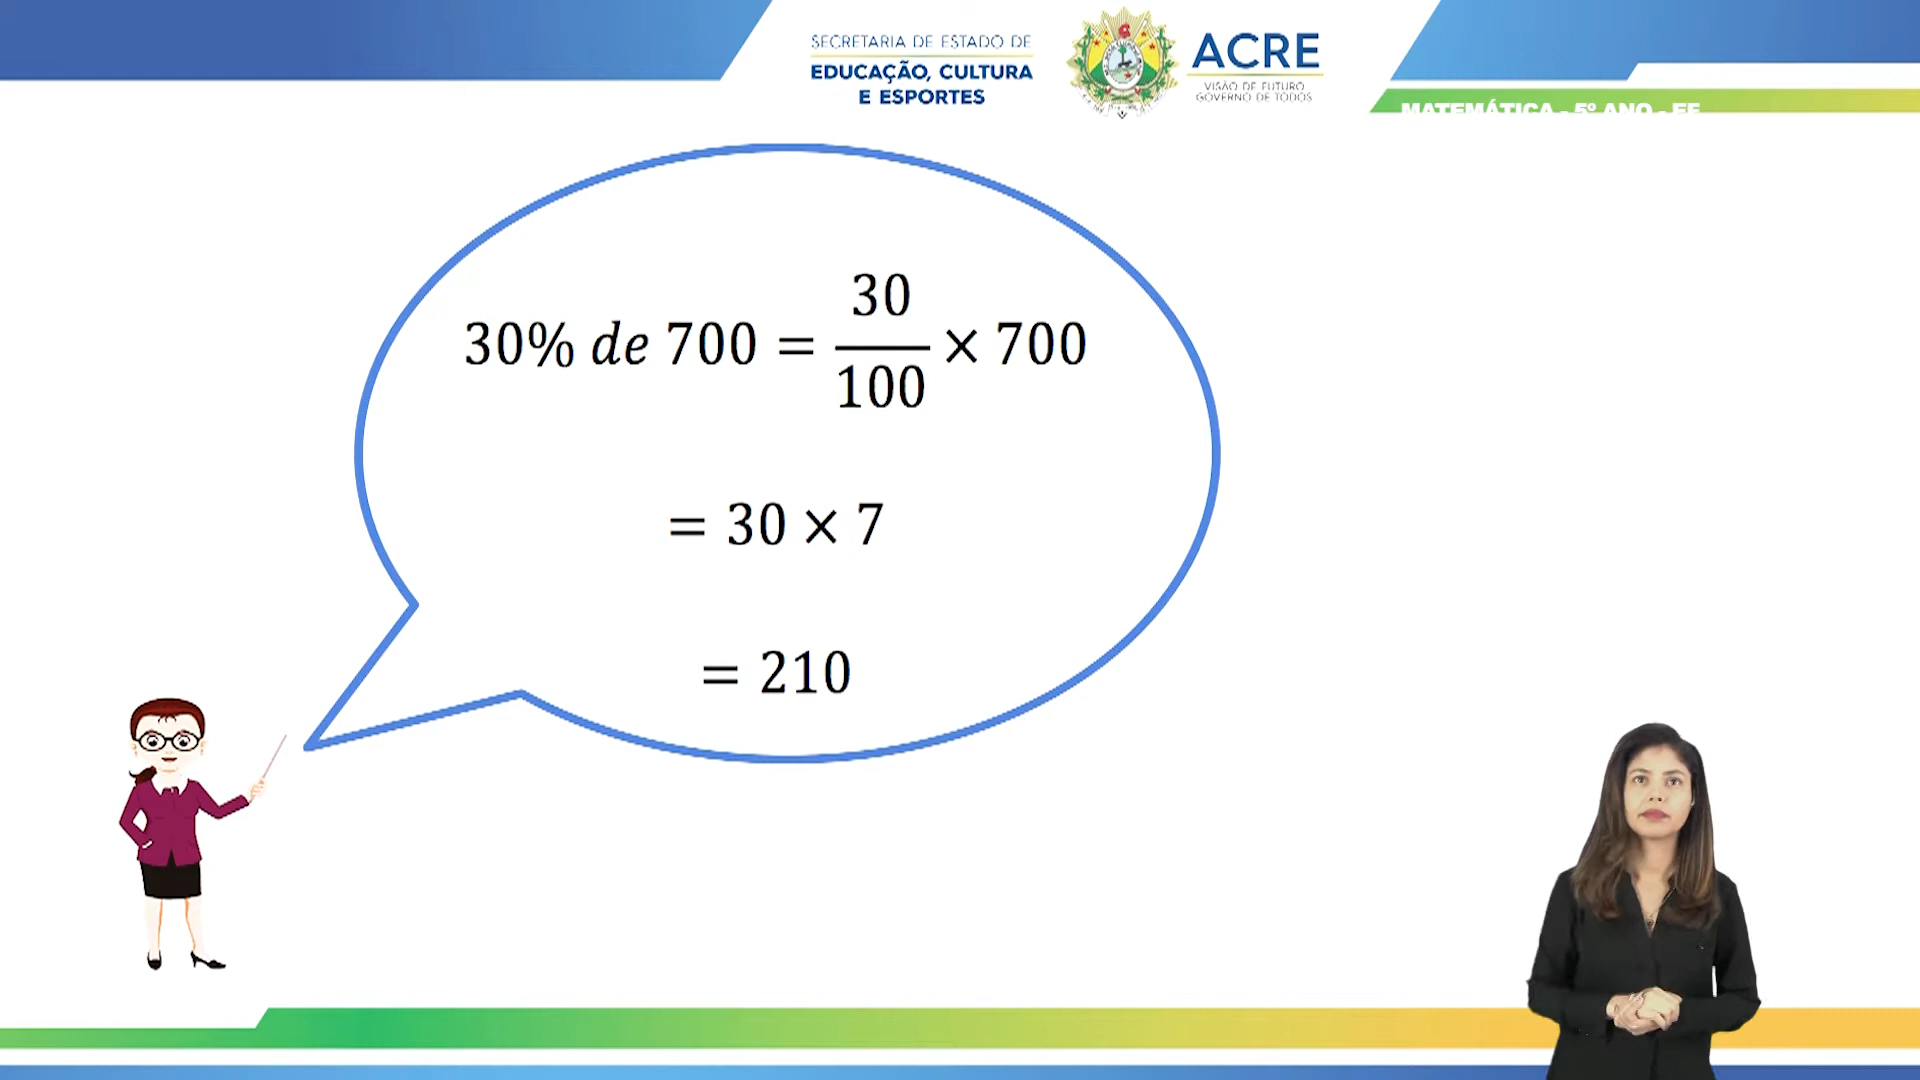 SECRETARIA DE ESTADO DE
EDUCAÇÃO, CULTURA
E ESPORTES
ACRE
VISÃO DE FUTURO
GOVERNO DE TODOS
MATEMÁTICA - 5º ANO - EF
30% de 700 = 30/100 × 700
= 30 × 7
= 210